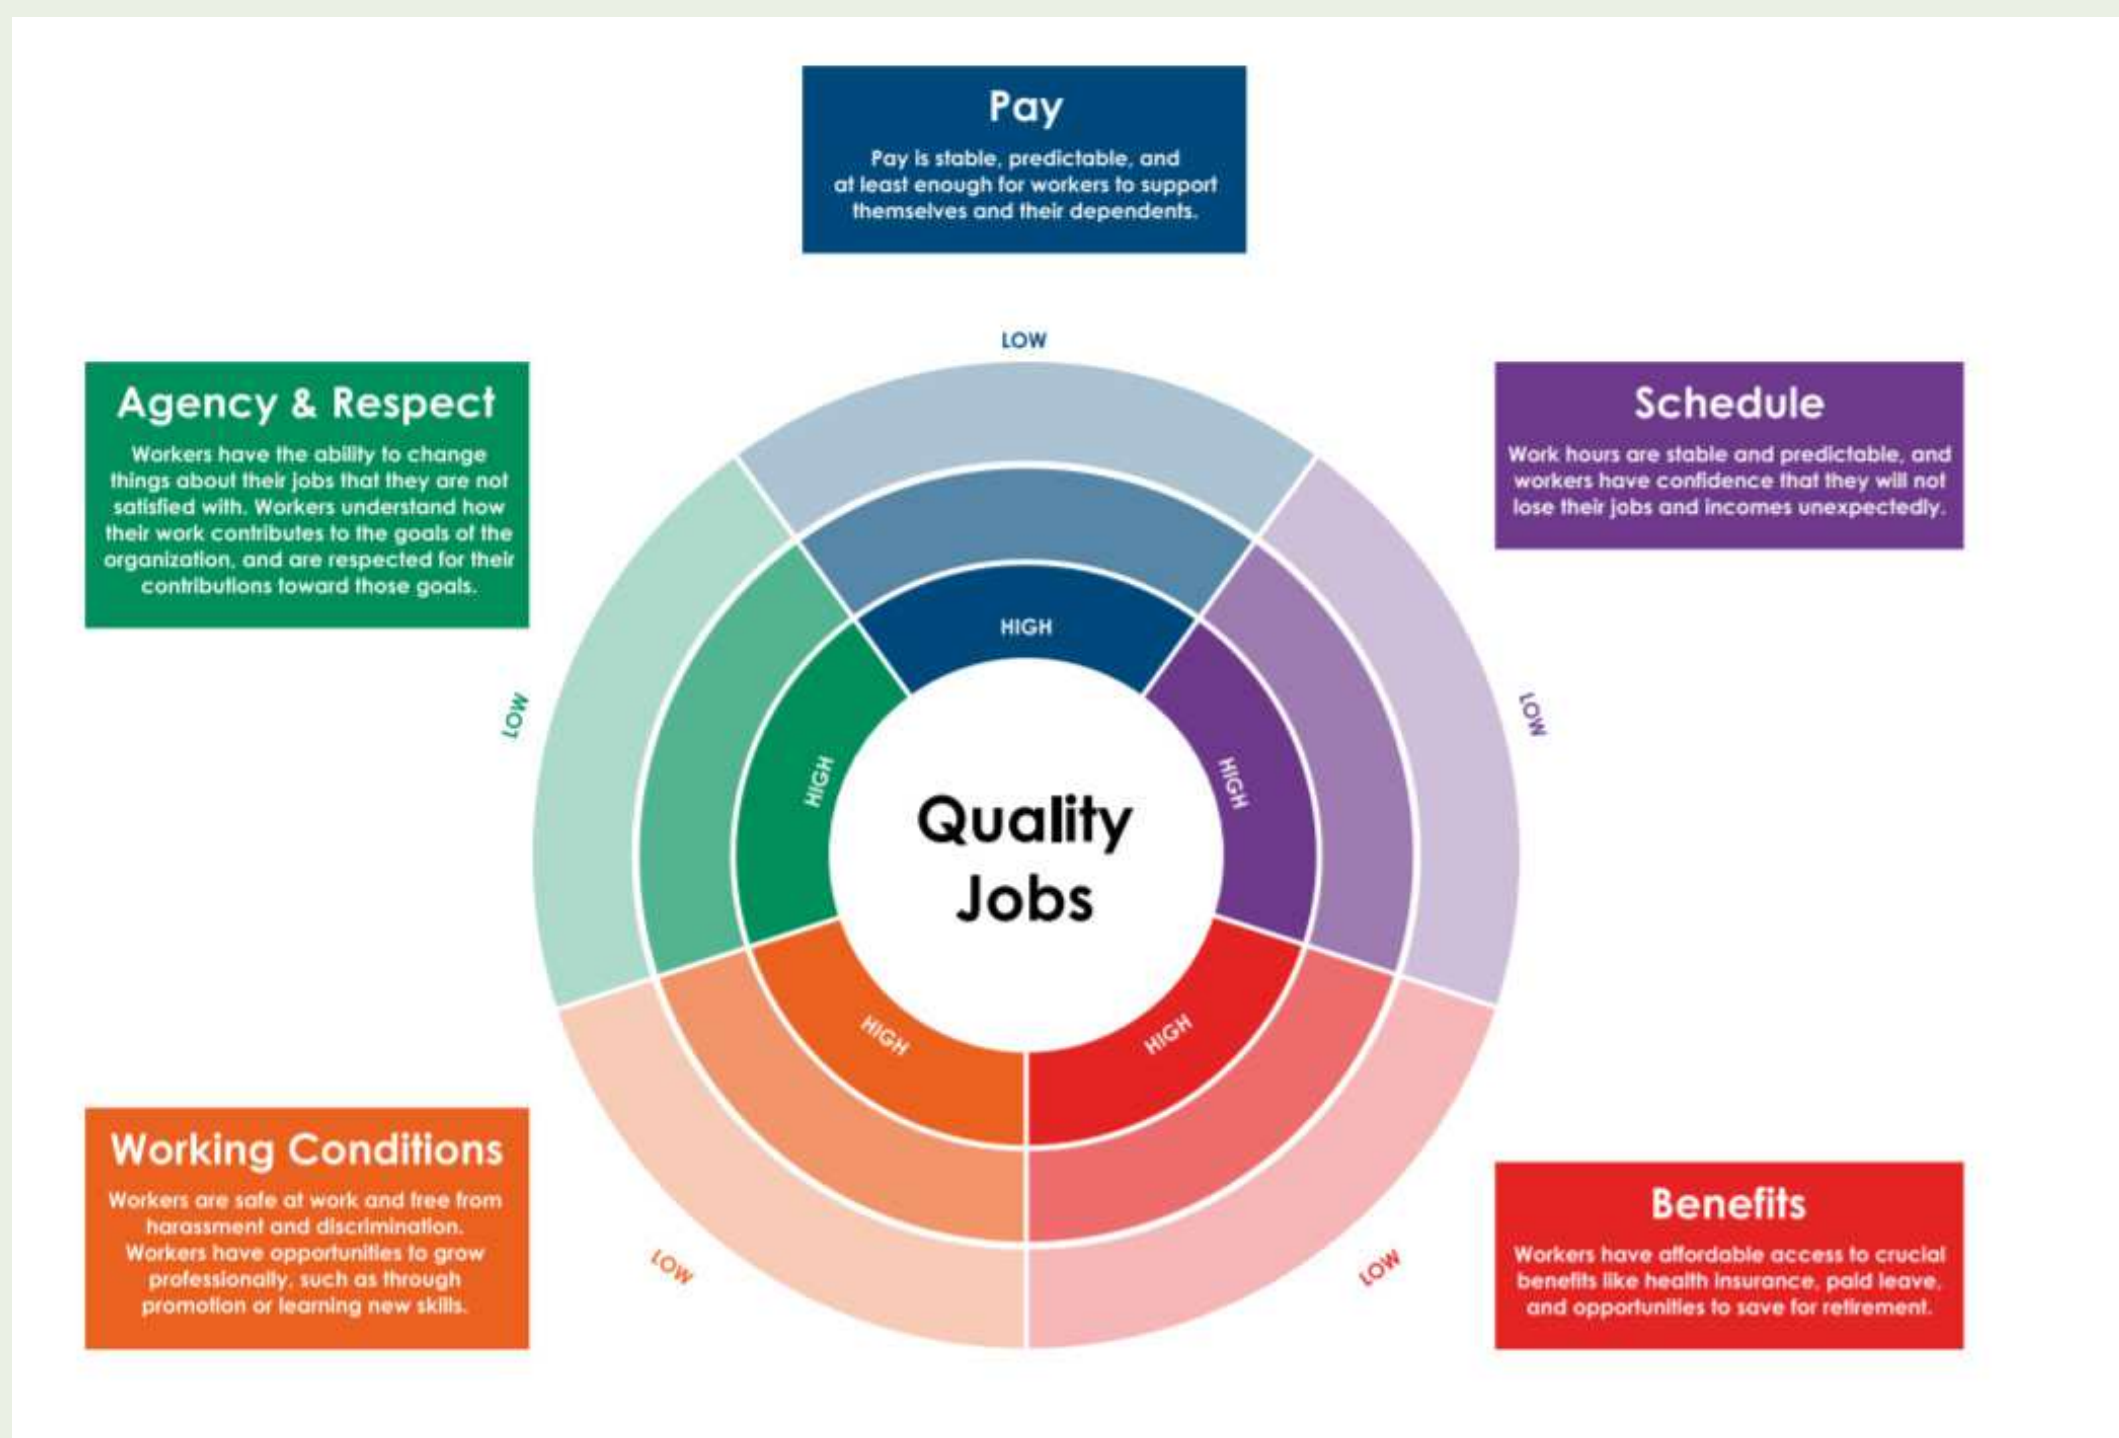 Pay
Pay is stable, predictable, and
at least enough for workers to support
themselves and their dependents.
Agency & Respect
Workers have the ability to change
things about their jobs that they are not
satisfied with. Workers understand how
their work contributes to the goals of the
organization, and are respected for their
contributions toward those goals.
Schedule
Work hours are stable and predictable, and
workers have confidence that they will not
lose their jobs and incomes unexpectedly.
LOW
HIGH
LOW
HIGH
HIGH
LOW
Quality
Jobs
HIGH
HIGH
LOW
LOW
Working Conditions
Workers are safe at work and free from
harassment and discrimination.
Workers have opportunities to grow
professionally, such as through
promotion or learning new skills.
Benefits
Workers have affordable access to crucial
benefits like health insurance, paid leave,
and opportunities to save for retirement.